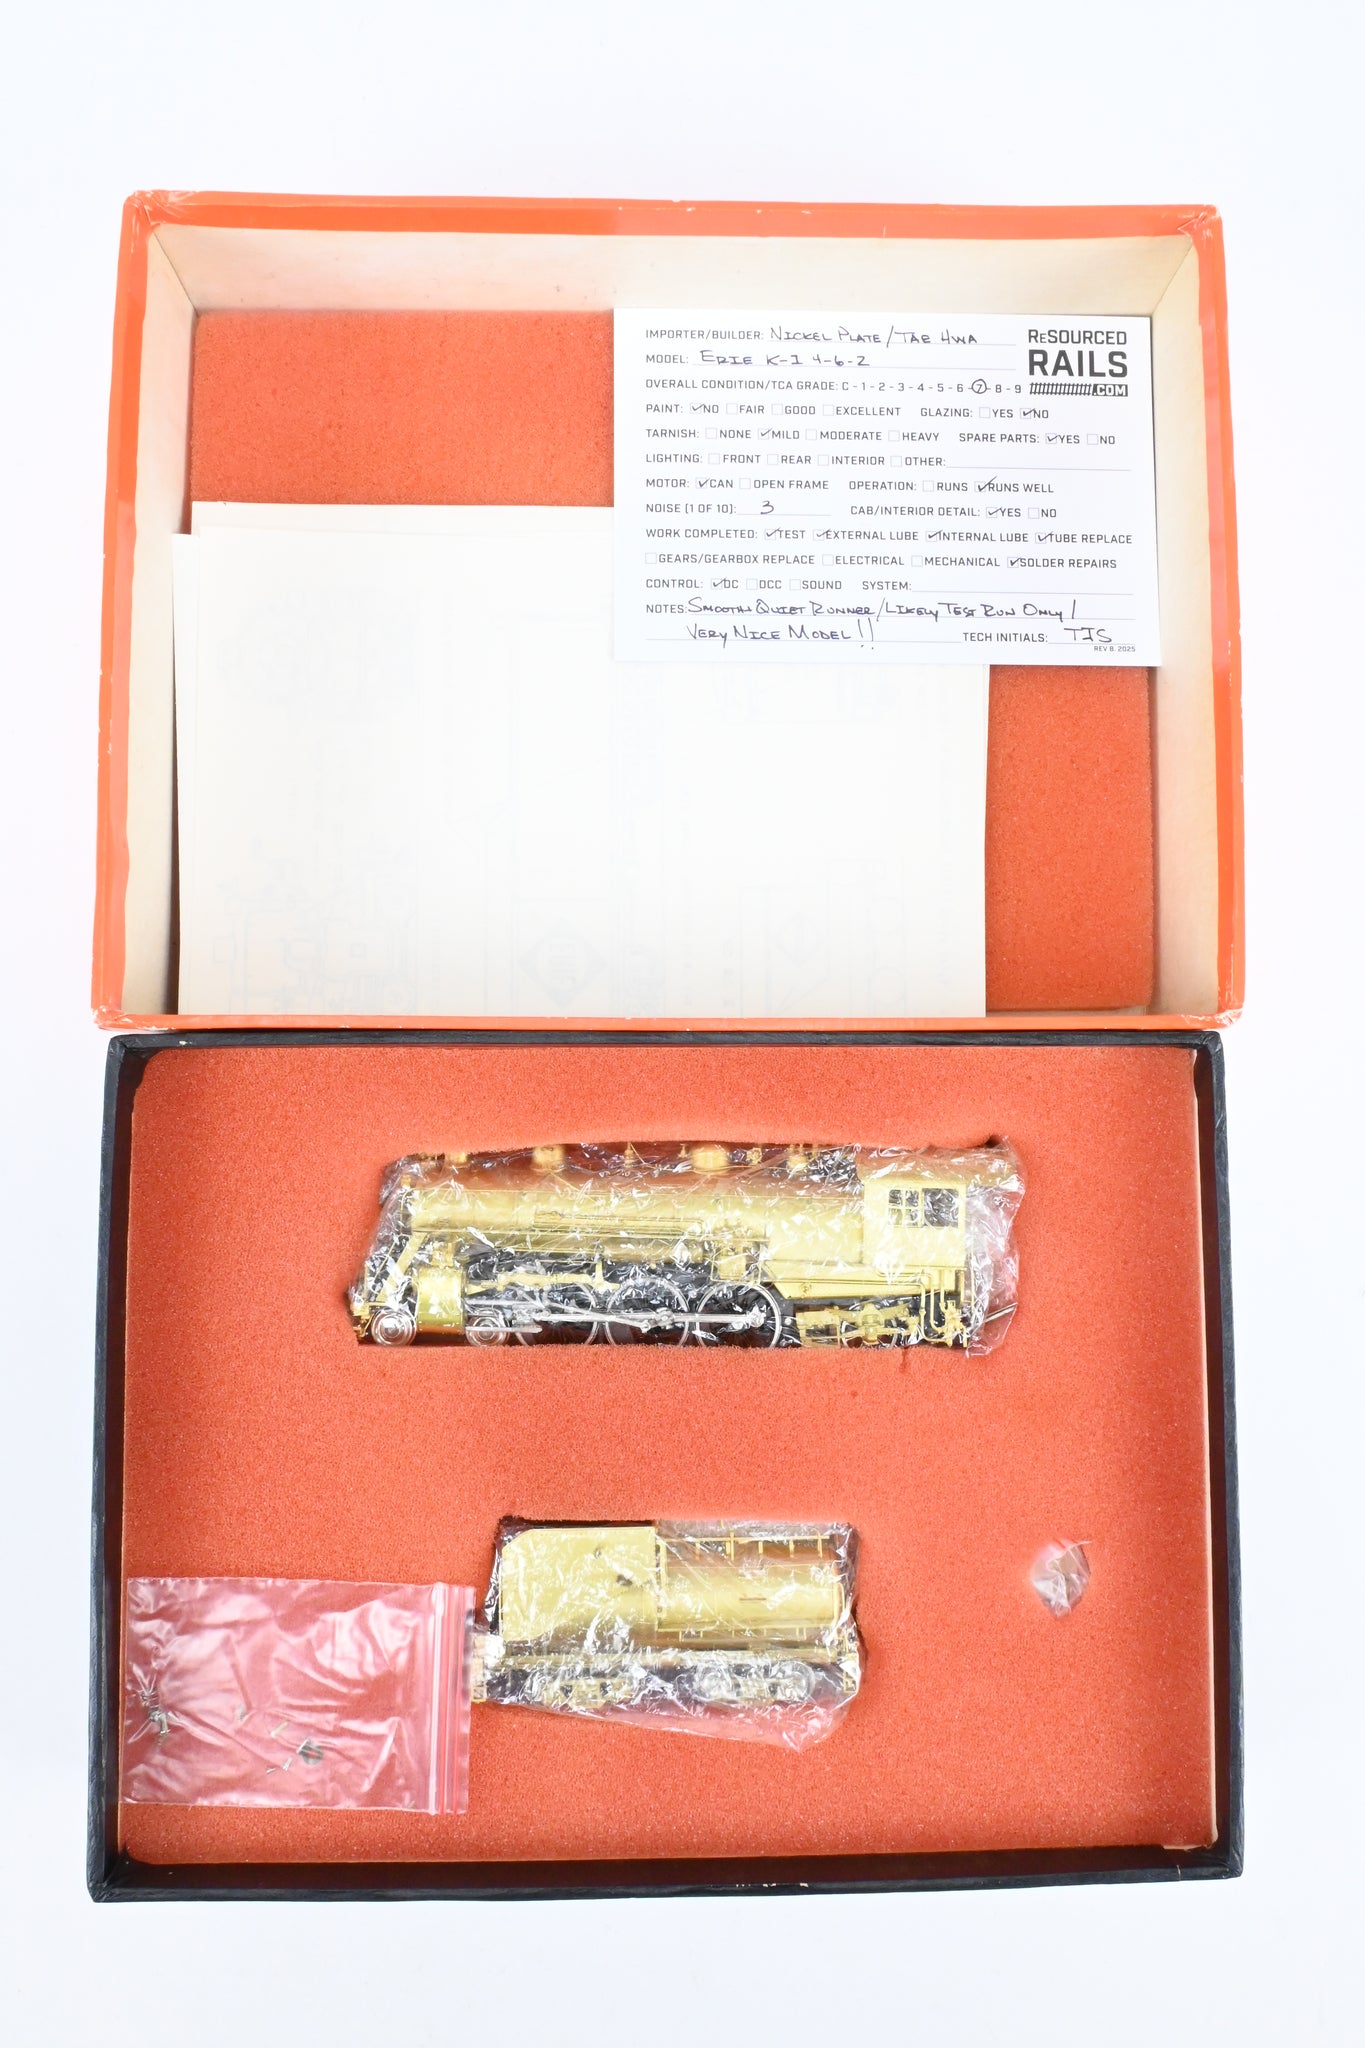 IMPORTER/BUILDER: NICKEL PLATE/TAE HWA
ReSOURCED
RAILS
.COM
MODEL: ERIE K-1 4-6-2
OVERALL CONDITION/TCA GRADE: C - 1 - 2 - 3 - 4 - 5 - 6 - 7 - 8 - 9
PAINT: NO FAIR GOOD EXCELLENT GLAZING: YES NO
TARNISH: NONE MILD MODERATE HEAVY SPARE PARTS: YES NO
LIGHTING: FRONT REAR INTERIOR OTHER:
MOTOR: CAN OPEN FRAME OPERATION: RUNS RUNS WELL
NOISE (1 OF 10): 3 CAB/INTERIOR DETAIL: YES NO
WORK COMPLETED: TEST EXTERNAL LUBE INTERNAL LUBE TUBE REPLACE
GEARS/GEARBOX REPLACE ELECTRICAL MECHANICAL SOLDER REPAIRS
CONTROL: DC DCC SOUND SYSTEM:
NOTES: SMOOTH + QUIET RUNNER/LIKELY TEST RUN ONLY/
VERY NICE MODEL!! TECH INITIALS: TJS
REV 8. 2025